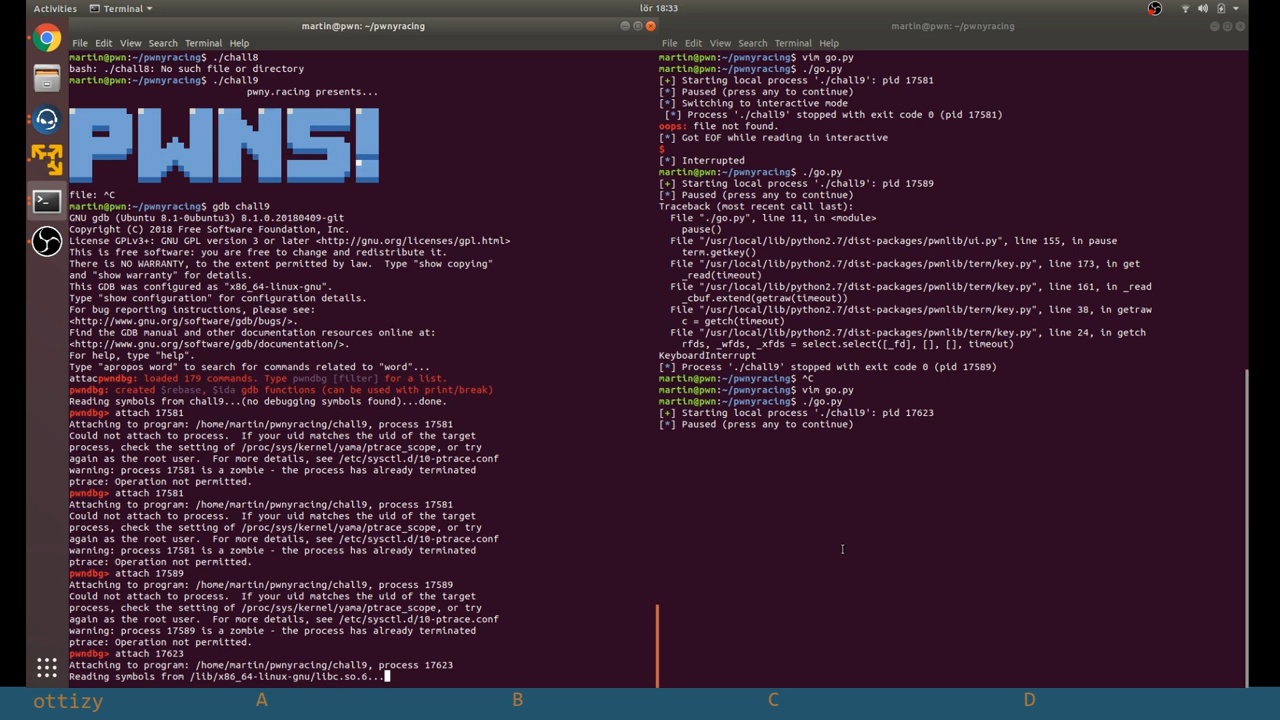 Activities
Terminal
lör 18:33
martin@pwn: ~/pwnyracing
File Edit View Search Terminal Help
martin@pwn:~/pwnyracing$ ./chall8
bash: ./chall8: No such file or directory
martin@pwn:~/pwnyracing$ ./chall9
pwny.racing presents...
PWNS!
file: ^C
martin@pwn:~/pwnyracing$ gdb chall9
GNU gdb (Ubuntu 8.1-0ubuntu3) 8.1.0.20180409-git
Copyright (C) 2018 Free Software Foundation, Inc.
License GPLv3+: GNU GPL version 3 or later <http://gnu.org/licenses/gpl.html>
This is free software: you are free to change and redistribute it.
There is NO WARRANTY, to the extent permitted by law.  Type "show copying"
and "show warranty" for details.
This GDB was configured as "x86_64-linux-gnu".
Type "show configuration" for configuration details.
For bug reporting instructions, please see:
<http://www.gnu.org/software/gdb/bugs/>.
Find the GDB manual and other documentation resources online at:
<http://www.gnu.org/software/gdb/documentation/>.
For help, type "help".
Type "apropos word" to search for commands related to "word"...
attacpwndbg: loaded 179 commands. Type pwndbg [filter] for a list.
pwndbg: created $rebase, $ida gdb functions (can be used with print/break)
Reading symbols from chall9...(no debugging symbols found)...done.
pwndbg> attach 17581
Attaching to program: /home/martin/pwnyracing/chall9, process 17581
Could not attach to process.  If your uid matches the uid of the target
process, check the setting of /proc/sys/kernel/yama/ptrace_scope, or try
again as the root user.  For more details, see /etc/sysctl.d/10-ptrace.conf
warning: process 17581 is a zombie - the process has already terminated
ptrace: Operation not permitted.
pwndbg> attach 17581
Attaching to program: /home/martin/pwnyracing/chall9, process 17581
Could not attach to process.  If your uid matches the uid of the target
process, check the setting of /proc/sys/kernel/yama/ptrace_scope, or try
again as the root user.  For more details, see /etc/sysctl.d/10-ptrace.conf
warning: process 17581 is a zombie - the process has already terminated
ptrace: Operation not permitted.
pwndbg> attach 17589
Attaching to program: /home/martin/pwnyracing/chall9, process 17589
Could not attach to process.  If your uid matches the uid of the target
process, check the setting of /proc/sys/kernel/yama/ptrace_scope, or try
again as the root user.  For more details, see /etc/sysctl.d/10-ptrace.conf
warning: process 17589 is a zombie - the process has already terminated
ptrace: Operation not permitted.
pwndbg> attach 17623
Attaching to program: /home/martin/pwnyracing/chall9, process 17623
Reading symbols from /lib/x86_64-linux-gnu/libc.so.6...
martin@pwn: ~/pwnyracing
File Edit View Search Terminal Help
martin@pwn:~/pwnyracing$ vim go.py
martin@pwn:~/pwnyracing$ ./go.py
[+] Starting local process './chall9': pid 17581
[*] Paused (press any to continue)
[*] Switching to interactive mode
[*] Process './chall9' stopped with exit code 0 (pid 17581)
oops: file not found.
[*] Got EOF while reading in interactive
$
[*] Interrupted
martin@pwn:~/pwnyracing$ ./go.py
[+] Starting local process './chall9': pid 17589
[*] Paused (press any to continue)
Traceback (most recent call last):
File "./go.py", line 11, in <module>
pause()
File "/usr/local/lib/python2.7/dist-packages/pwnlib/ui.py", line 155, in pause
term.getkey()
File "/usr/local/lib/python2.7/dist-packages/pwnlib/term/key.py", line 173, in get
_read(timeout)
File "/usr/local/lib/python2.7/dist-packages/pwnlib/term/key.py", line 161, in _read
_cbuf.extend(getraw(timeout))
File "/usr/local/lib/python2.7/dist-packages/pwnlib/term/key.py", line 38, in getraw
c = getch(timeout)
File "/usr/local/lib/python2.7/dist-packages/pwnlib/term/key.py", line 24, in getch
rfds, _wfds, _xfds = select.select([_fd], [], [], timeout)
KeyboardInterrupt
[*] Process './chall9' stopped with exit code 0 (pid 17589)
martin@pwn:~/pwnyracing$ ^C
martin@pwn:~/pwnyracing$ vim go.py
martin@pwn:~/pwnyracing$ ./go.py
[+] Starting local process './chall9': pid 17623
[*] Paused (press any to continue)
ottizy A B C D